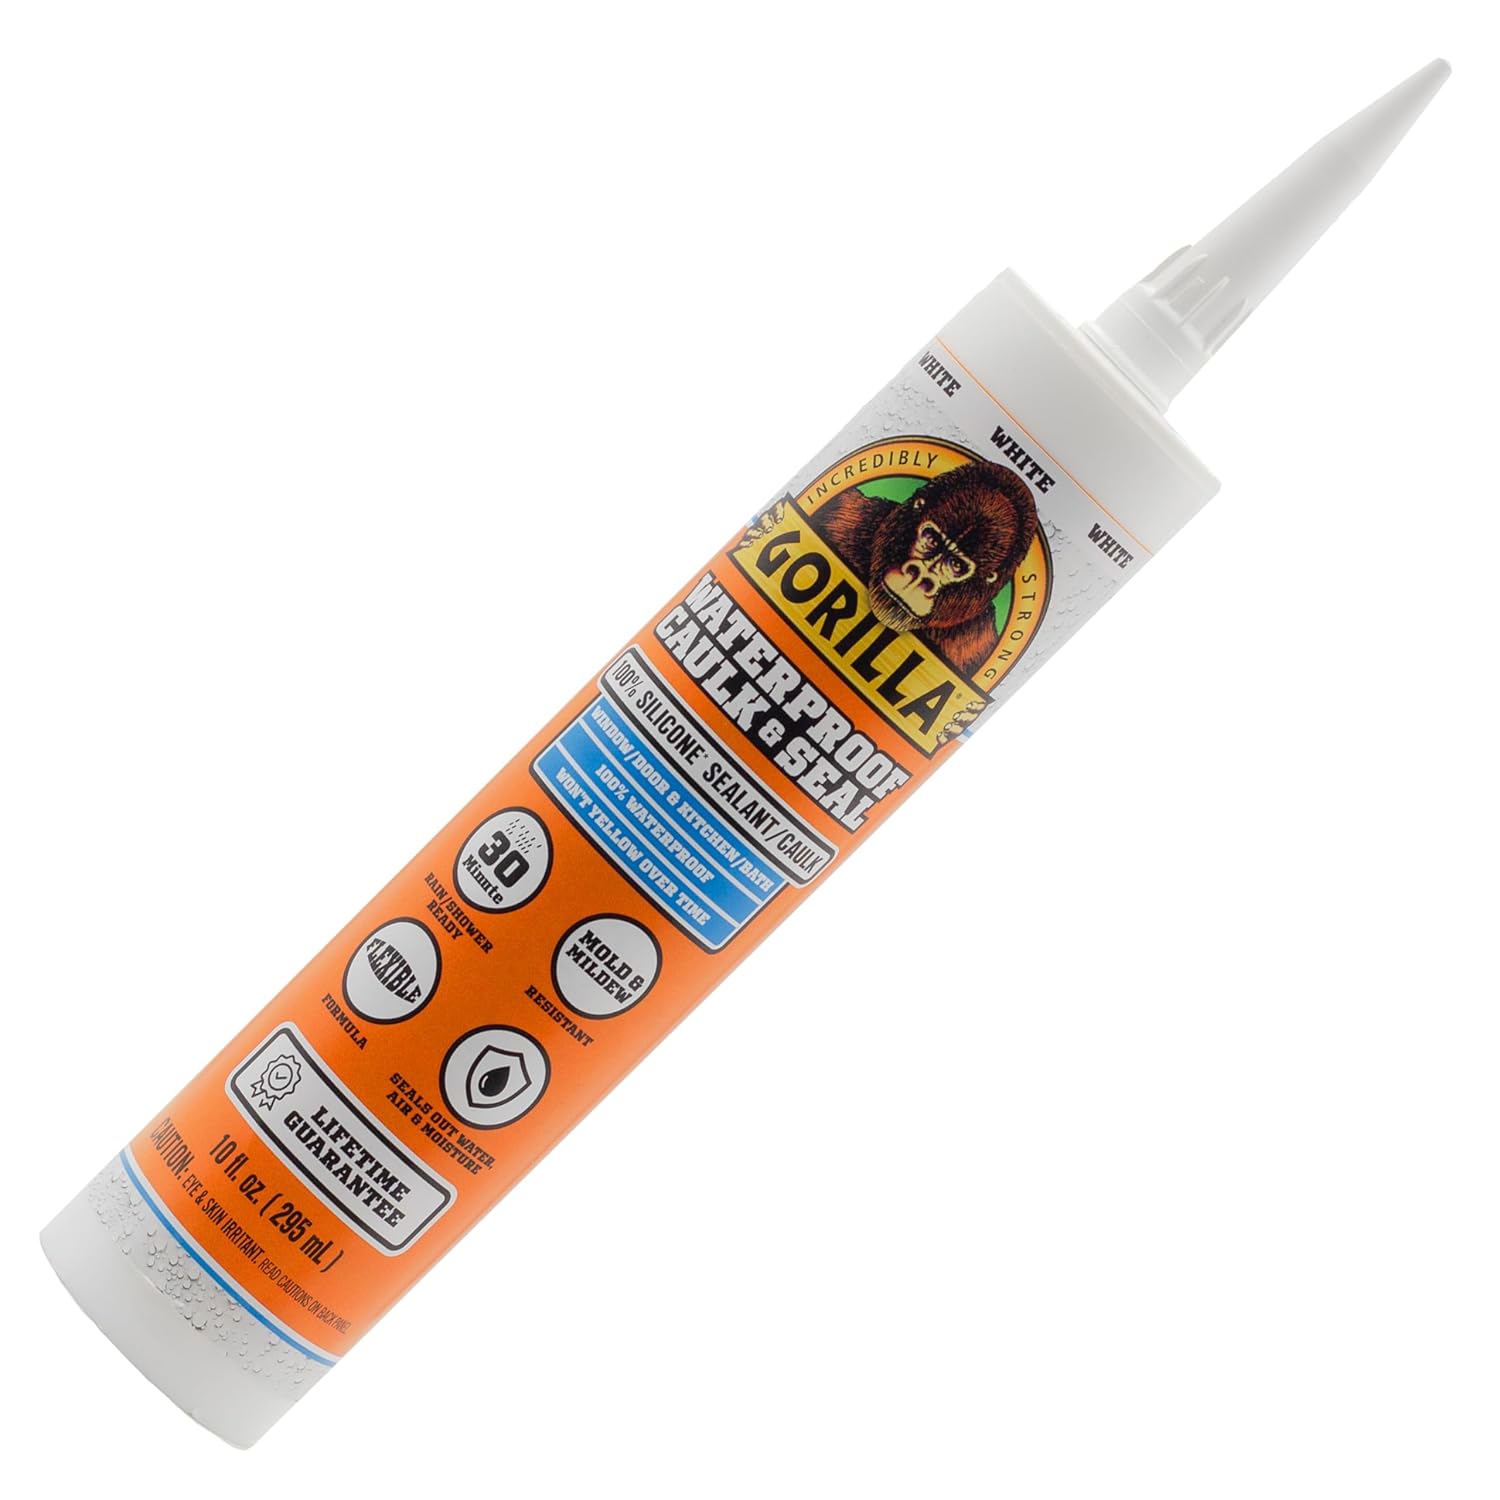 WHITE
WHITE
WHITE
INCREDIBLY
STRONG
GORILLA®
WATERPROOF
CAULK & SEAL
100% SILICONE* SEALANT/CAULK
WINDOW/DOOR & KITCHEN/BATH
100% WATERPROOF
WON'T YELLOW OVER TIME
30
Minute
RAIN/SHOWER
READY
MOLD &
MILDEW
RESISTANT
FLEXIBLE
FORMULA
SEALS OUT WATER,
AIR & MOISTURE
LIFETIME
GUARANTEE
10 fl. oz. ( 295 mL )
CAUTION: EYE & SKIN IRRITANT. READ CAUTIONS ON BACK PANEL.